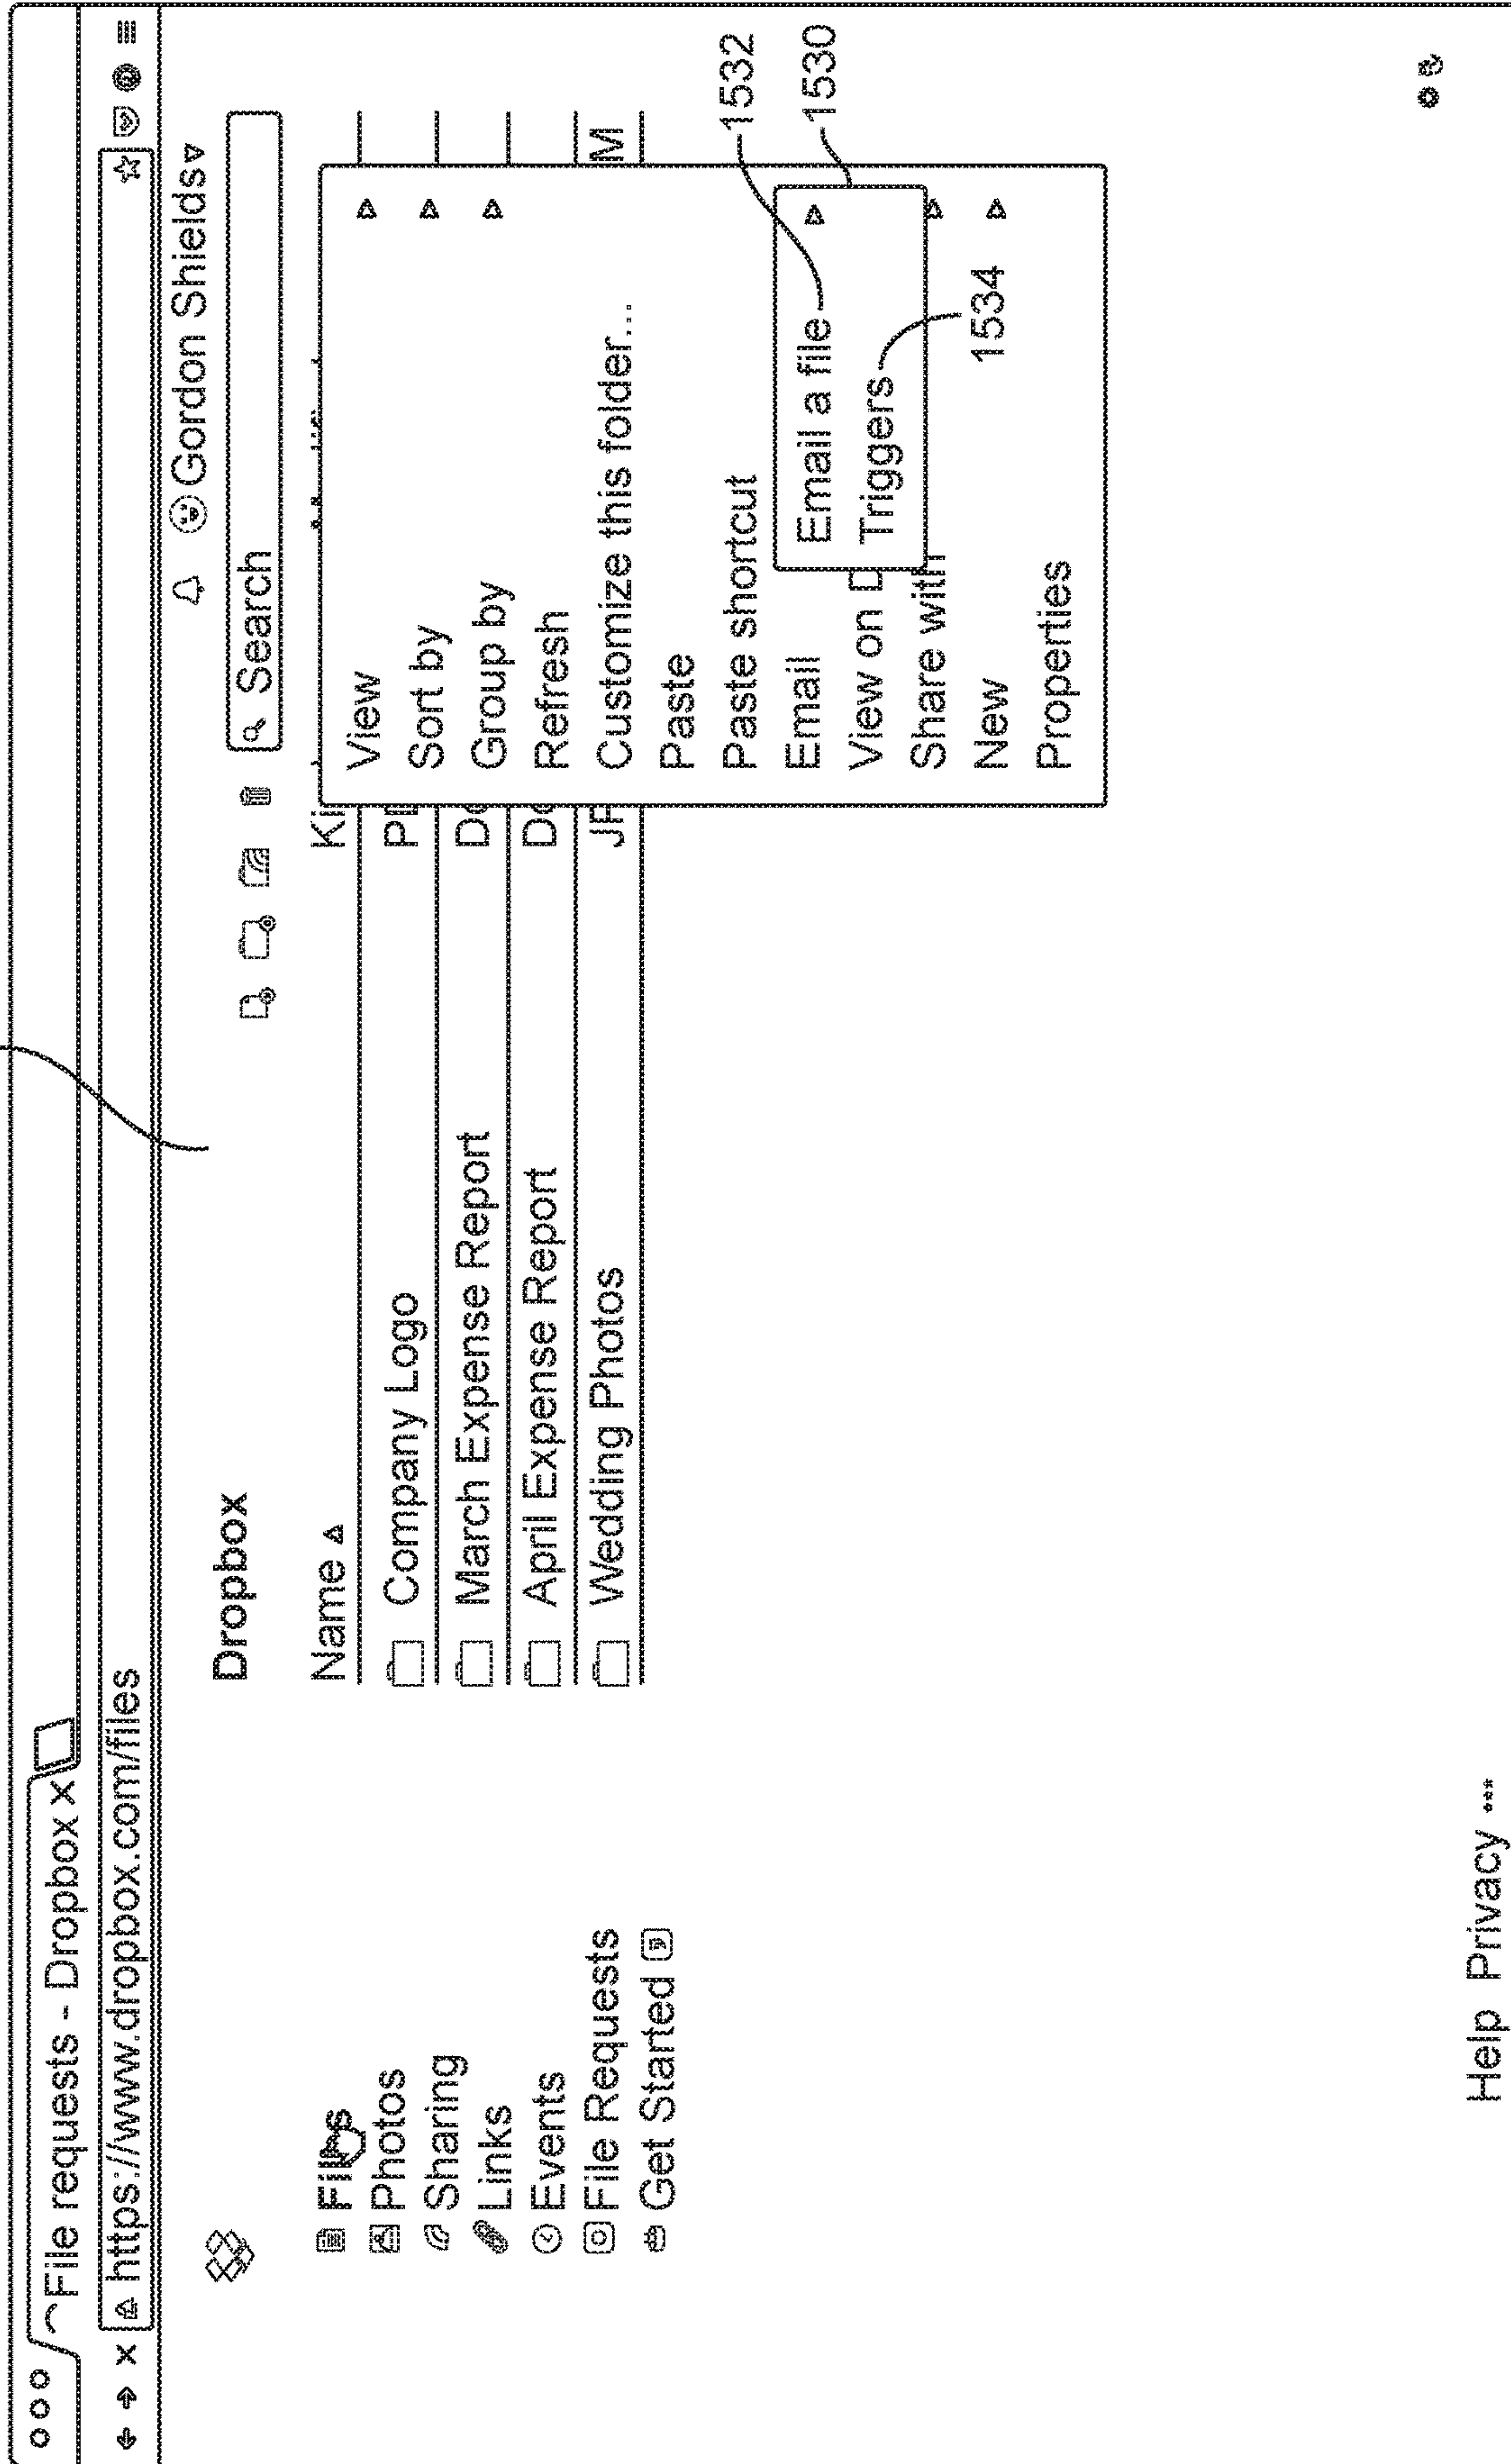 File requests - Dropbox x
https://www.dropbox.com/files
Gordon Shields
Dropbox
Search
Name
Company Logo
March Expense Report
April Expense Report
Wedding Photos
M
Files
Photos
Sharing
Links
Events
File Requests
Get Started
View
Sort by
Group by
Refresh
Customize this folder...
Paste
Paste shortcut
Email
View on
Share with
New
Properties
Email a file
Triggers
1532
1530
1534
Help Privacy ...